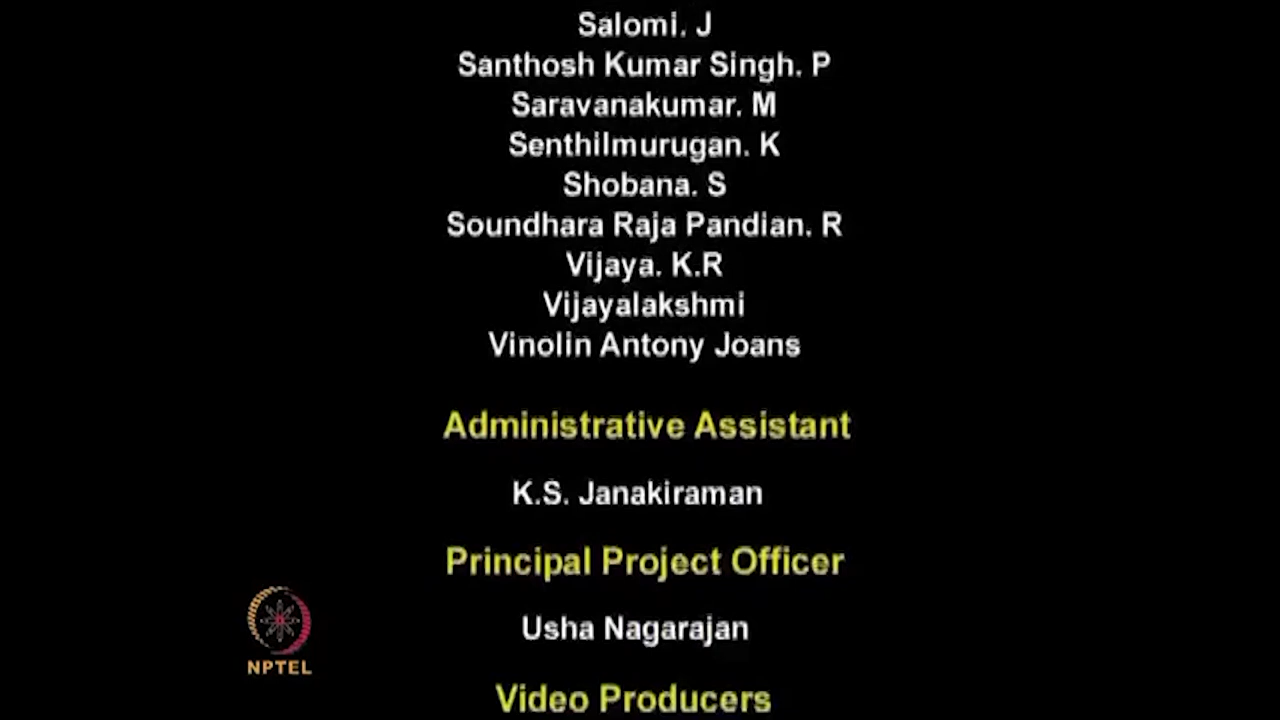 Salomi. J
Santhosh Kumar Singh. P
Saravanakumar. M
Senthilmurugan. K
Shobana. S
Soundhara Raja Pandian. R
Vijaya. K.R
Vijayalakshmi
Vinolin Antony Joans
Administrative Assistant
K.S. Janakiraman
Principal Project Officer
Usha Nagarajan
NPTEL
Video Producers